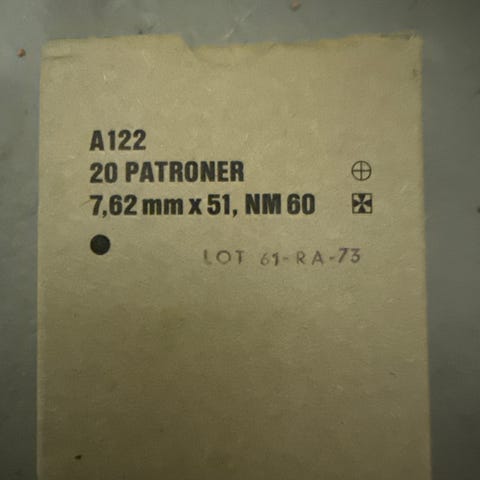 A122
20 PATRONER
7,62 mm x 51, NM 60
LOT 61-RA-73